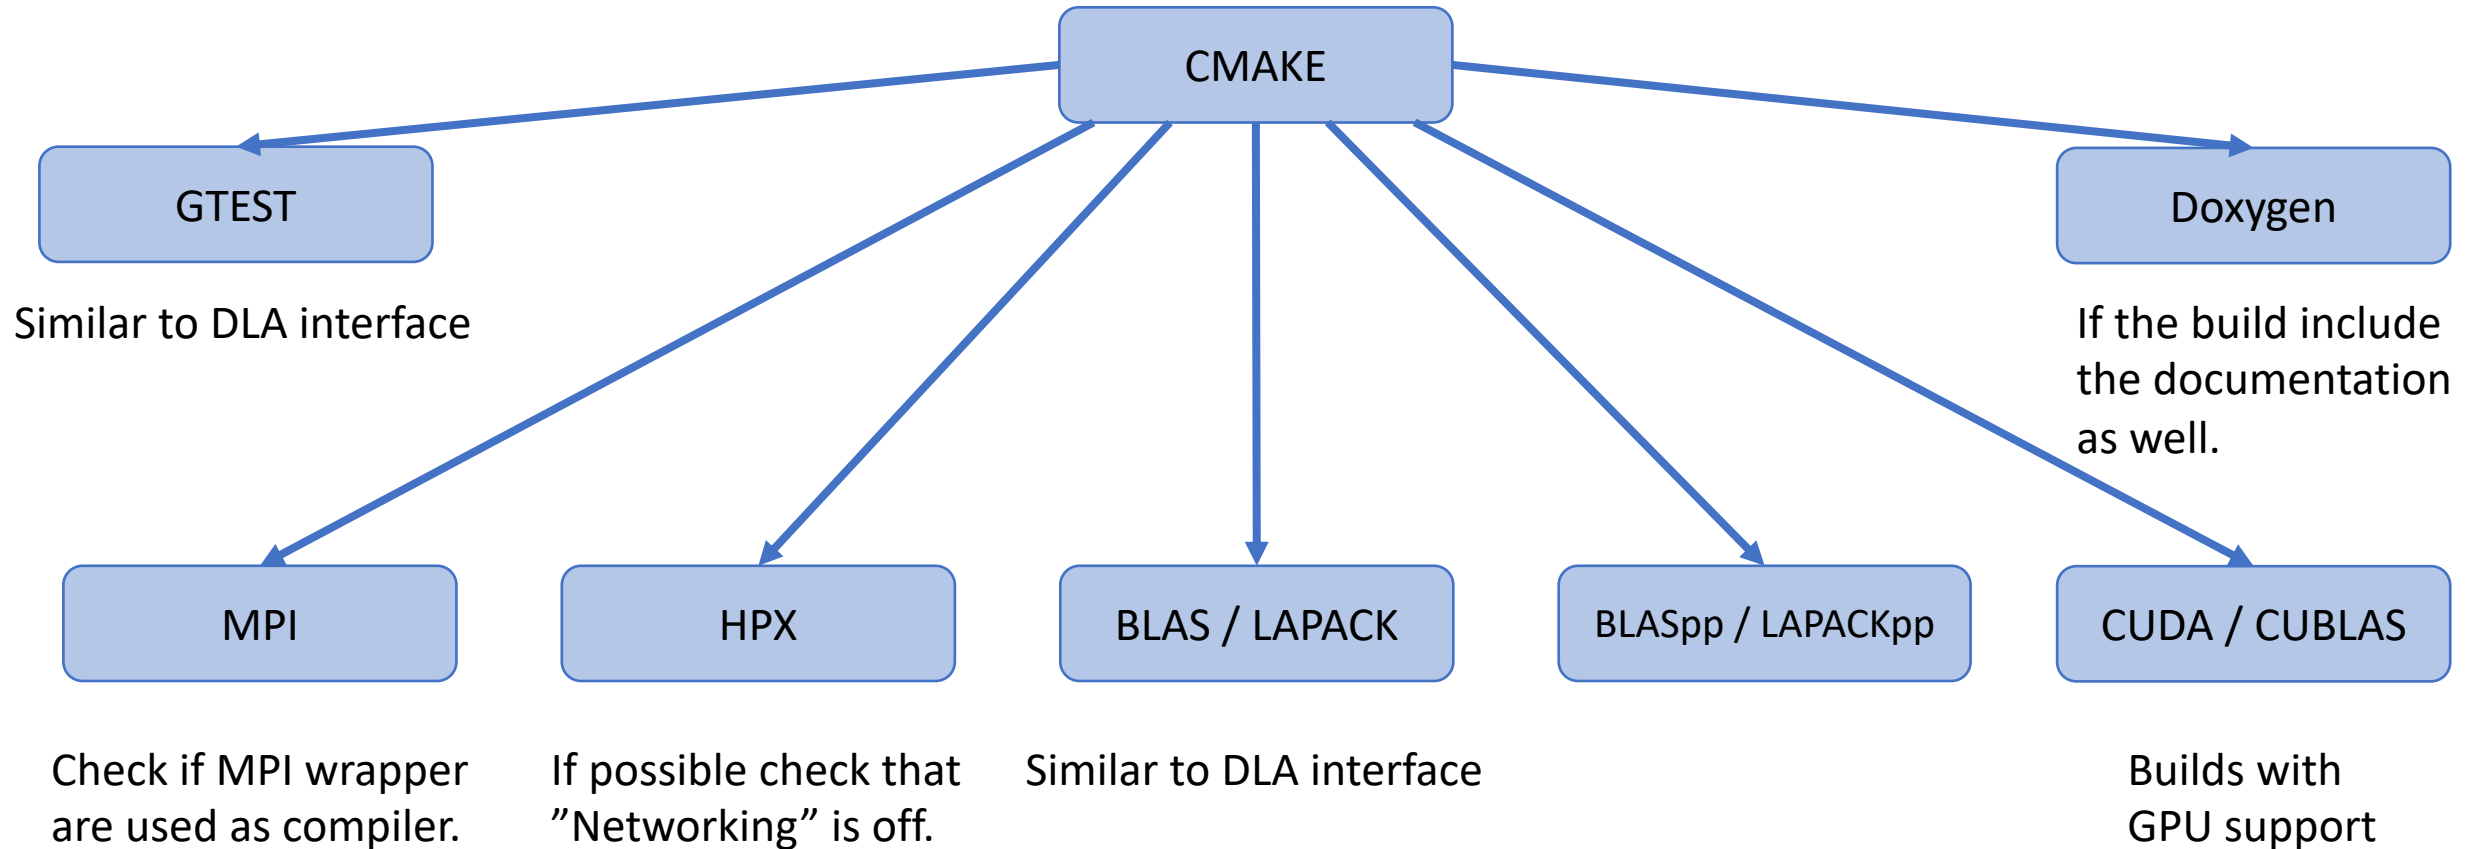 CMAKE
GTEST
Doxygen
Similar to DLA interface
If the build include
the documentation
as well.
MPI
HPX
BLAS / LAPACK
BLASpp / LAPACKpp
CUDA / CUBLAS
Check if MPI wrapper
are used as compiler.
If possible check that
”Networking” is off.
Similar to DLA interface
Builds with
GPU support